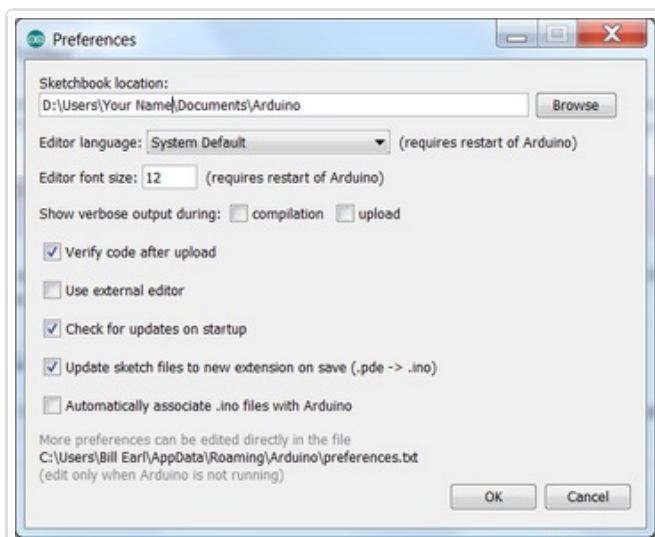 Preferences
Sketchbook location:
D:\Users\Your Name\Documents\Arduino
Browse
Editor language: System Default (requires restart of Arduino)
Editor font size: 12 (requires restart of Arduino)
Show verbose output during: compilation upload
Verify code after upload
Use external editor
Check for updates on startup
Update sketch files to new extension on save (.pde -> .ino)
Automatically associate .ino files with Arduino
More preferences can be edited directly in the file
C:\Users\Bill Earl\AppData\Roaming\Arduino\preferences.txt
(edit only when Arduino is not running)
OK Cancel